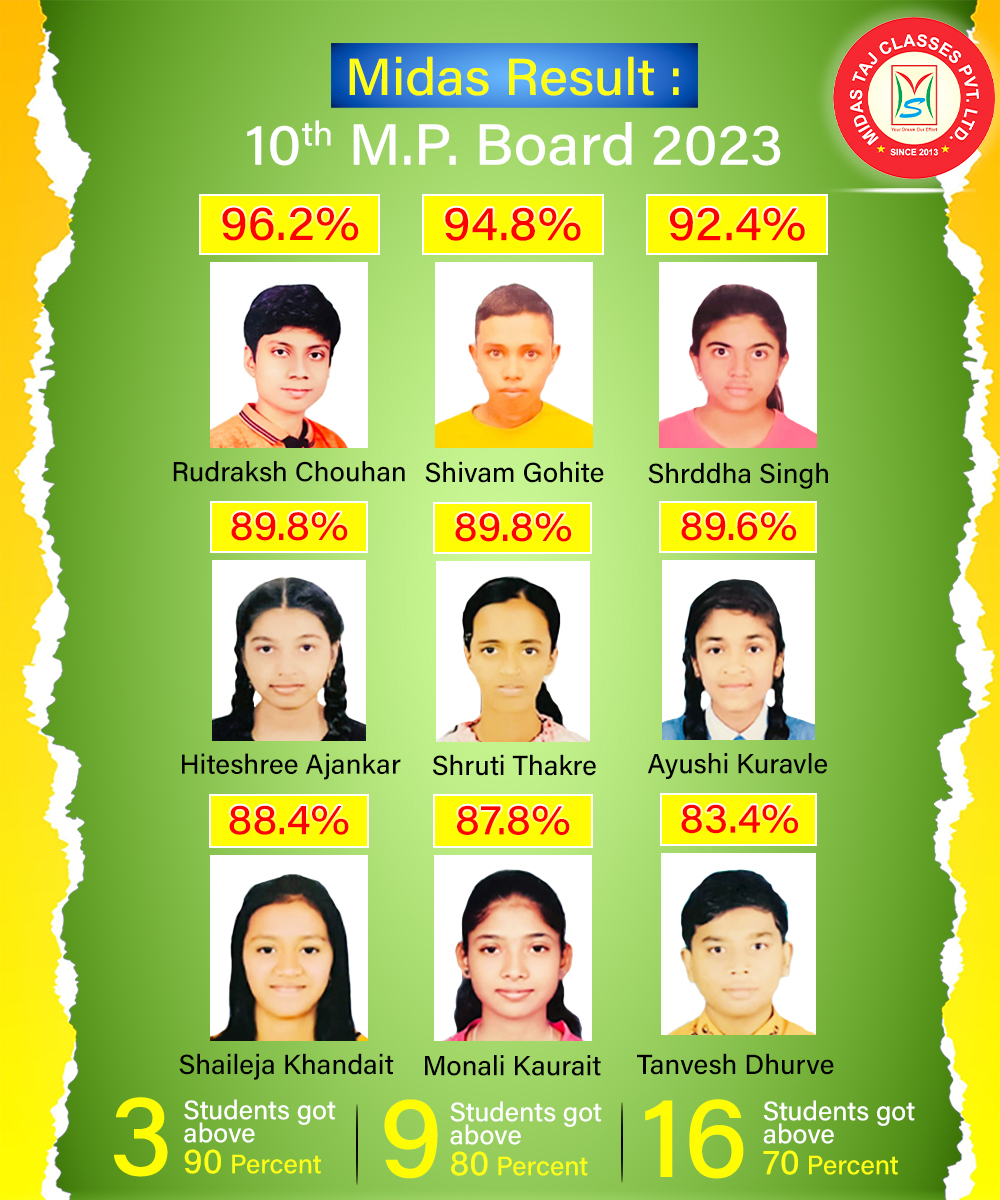 Midas Result :
10th M.P. Board 2023
MIDAS TAJ CLASSES PVT. LTD.
Your Dream Our Effort
SINCE 2013
96.2% 94.8% 92.4%
Rudraksh Chouhan Shivam Gohite Shrddha Singh
89.8% 89.8% 89.6%
Hiteshree Ajankar Shruti Thakre Ayushi Kuravle
88.4% 87.8% 83.4%
Shaileja Khandait Monali Kaurait Tanvesh Dhurve
3 Students got
above
90 Percent
9 Students got
above
80 Percent
16 Students got
above
70 Percent